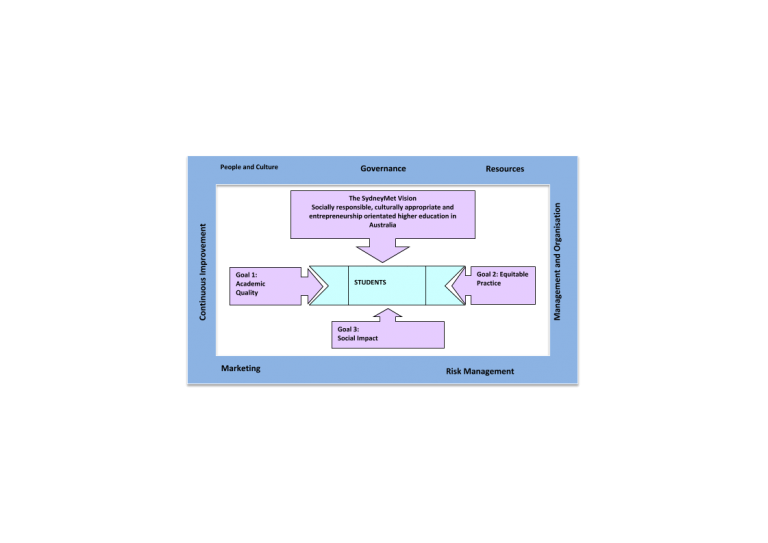 People and Culture
Governance
Resources
The SydneyMet Vision
Socially responsible, culturally appropriate and
entrepreneurship orientated higher education in
Australia
Continuous Improvement
Management and Organisation
Goal 1:
Academic
Quality
STUDENTS
Goal 2: Equitable
Practice
Goal 3:
Social Impact
Marketing
Risk Management